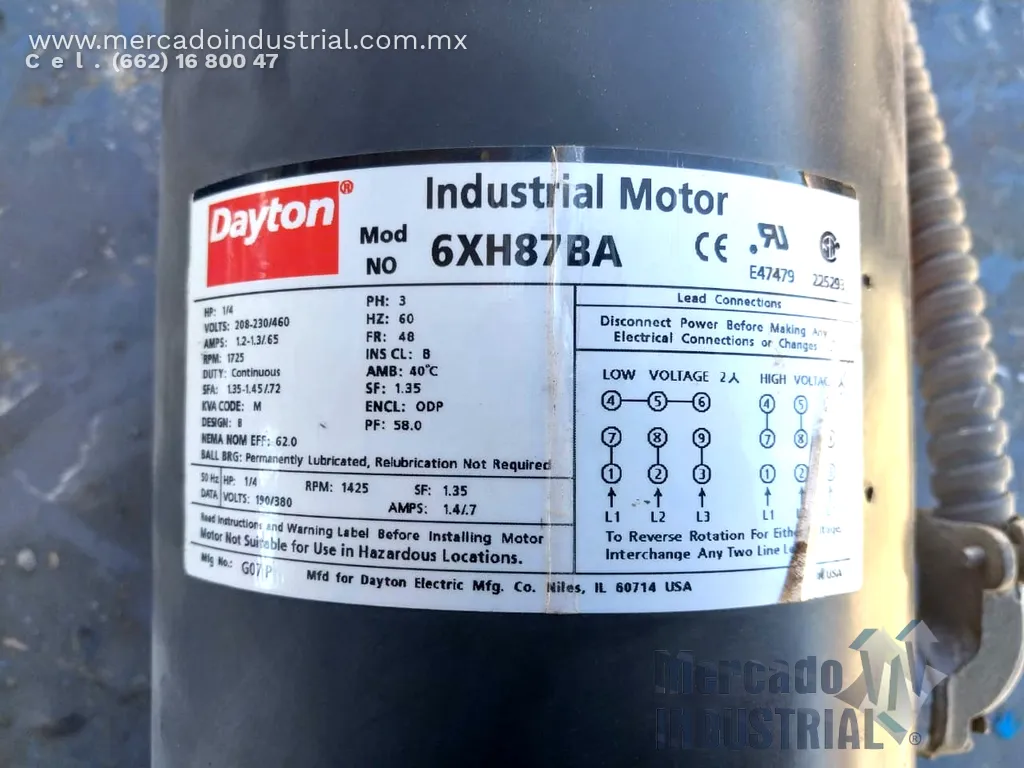 www.mercadoindustrial.com.mx
Cel. (662) 16 800 47
Dayton®
Industrial Motor
Mod NO 6XH87BA
E47479
225293
HP: 1/4
VOLTS: 208-230/460
AMPS: 1.2-1.3/.65
RPM: 1725
DUTY: Continuous
SFA: 1.35-1.45/.72
KVA CODE: M
DESIGN: B
NEMA NOM EFF: 62.0
BALL BRG: Permanently Lubricated, Relubrication Not Required
PH: 3
HZ: 60
FR: 48
INS CL: B
AMB: 40°C
SF: 1.35
ENCL: ODP
PF: 58.0
50 Hz DATA
HP: 1/4 RPM: 1425 SF: 1.35
VOLTS: 190/380 AMPS: 1.4/.7
Read Instructions and Warning Label Before Installing Motor
Motor Not Suitable for Use in Hazardous Locations.
Mfg No.: G07
Mfd for Dayton Electric Mfg. Co. Niles, IL 60714 USA
Lead Connections
Disconnect Power Before Making Any
Electrical Connections or Changes
LOW VOLTAGE 2 HIGH
4 5 6 4 5
7 8 9 7 8
1 2 3 1 2
L1 L2 L3 L1
To Reverse Rotation For
Interchange Any Two Line
USA
Mercado
INDUSTRIAL®